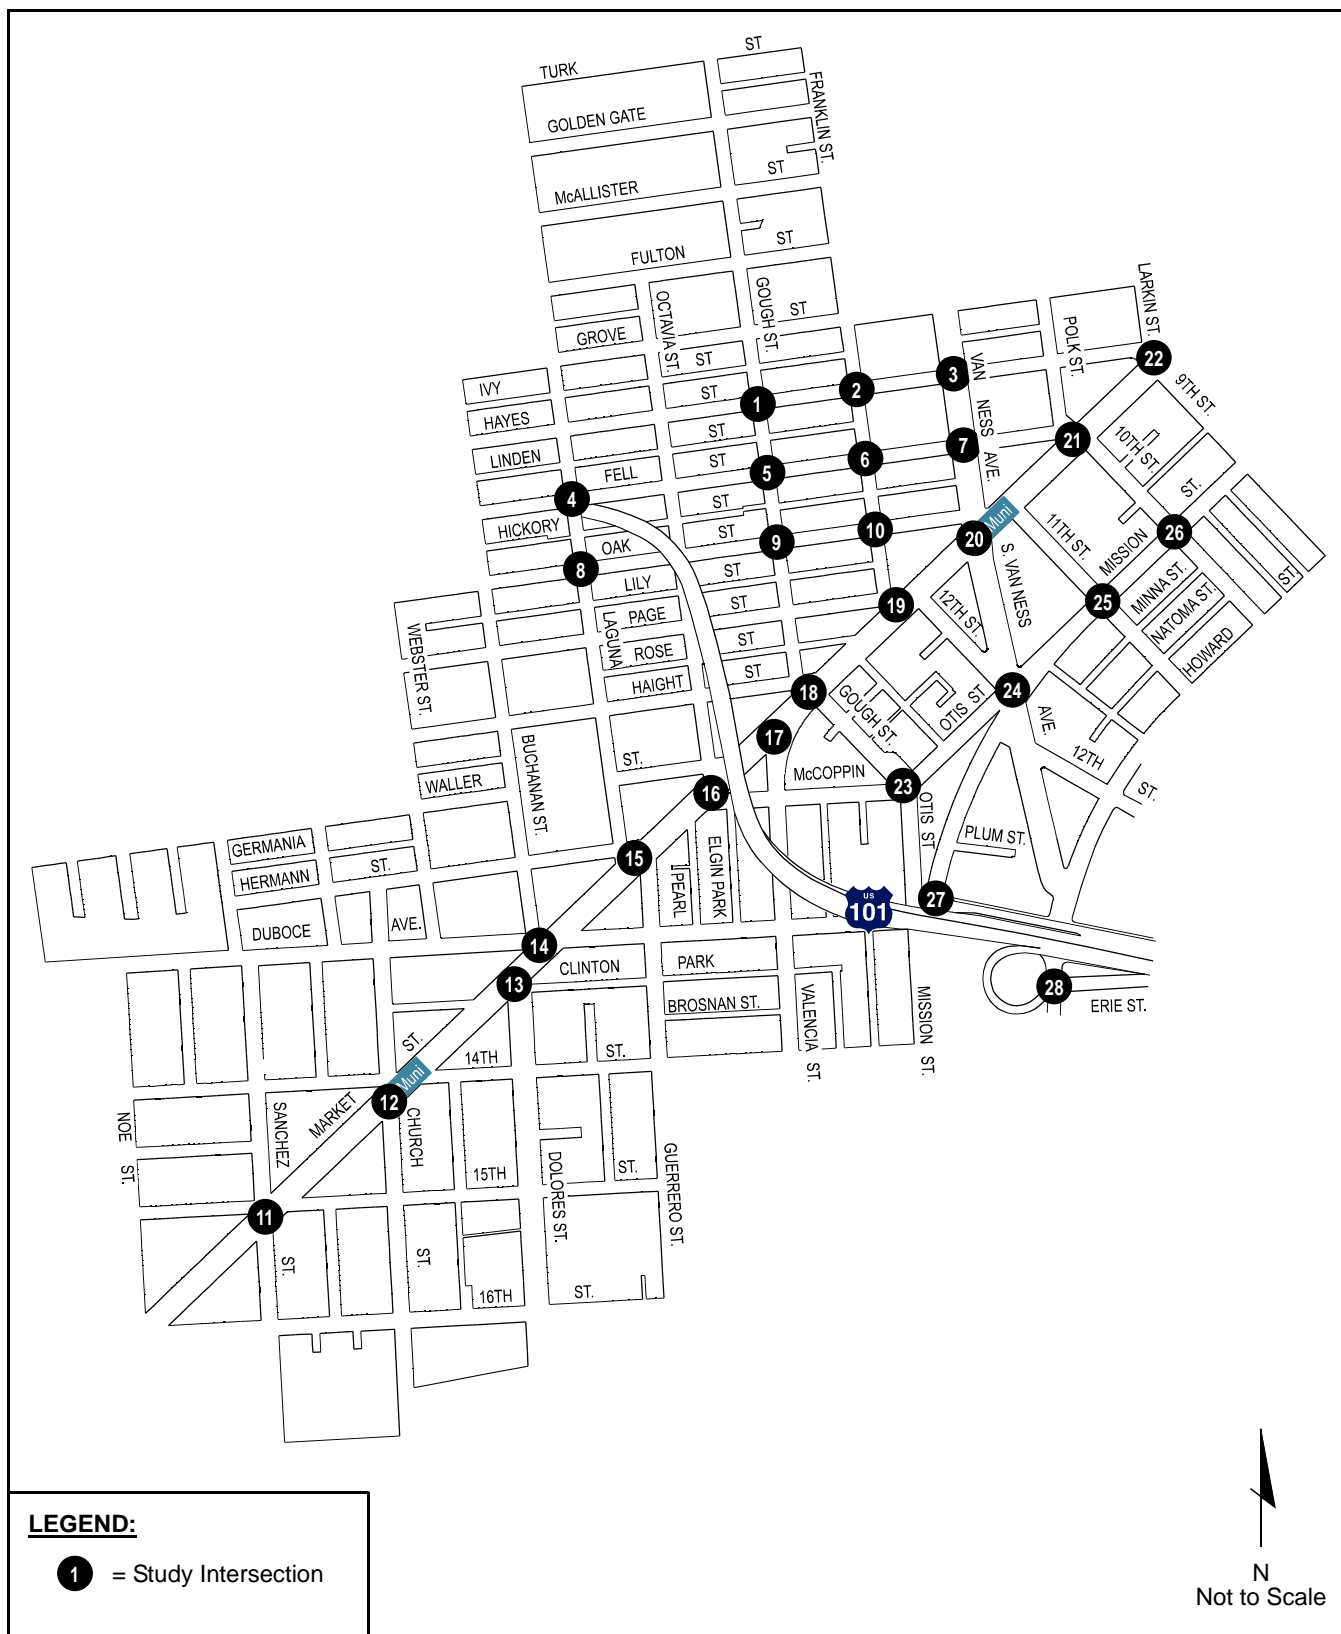 ST
TURK
FRANKLIN ST.
GOLDEN GATE
ST
McALLISTER
ST
FULTON
LARKIN ST.
OCTAVIA ST.
GOUGH ST.
ST
GROVE
POLK ST.
ST
22
VAN
NESS
AVE.
3
9TH ST.
IVY
ST
2
1
HAYES
ST
21
10TH ST.
LINDEN
FELL
ST
6
7
5
ST.
4
ST
HICKORY
ST
10
20
Muni
11TH ST.
MISSION
26
OAK
9
S. VAN NESS
AVE.
8
LILY
ST
ST
MINNA ST.
PAGE
ST
19
12TH ST.
25
NATOMA ST.
LAGUNA
WEBSTER ST.
ROSE
ST
HOWARD
HAIGHT
ST
18
GOUGH ST.
OTIS ST
24
17
BUCHANAN ST.
ST.
12TH
ST.
WALLER
McCOPPIN
16
23
OTIS ST
PLUM ST.
GERMANIA
15
ELGIN PARK
HERMANN
ST.
PEARL
27
US
101
DUBOCE
AVE.
14
CLINTON
PARK
13
28
BROSNAN ST.
VALENCIA ST.
MISSION ST.
ERIE ST.
ST.
14TH
ST.
Muni
12
NOE ST.
SANCHEZ
MARKET
CHURCH
15TH
DOLORES ST.
ST.
GUERRERO ST.
11
ST.
ST.
16TH
ST.
LEGEND:
1 = Study Intersection
N
Not to Scale